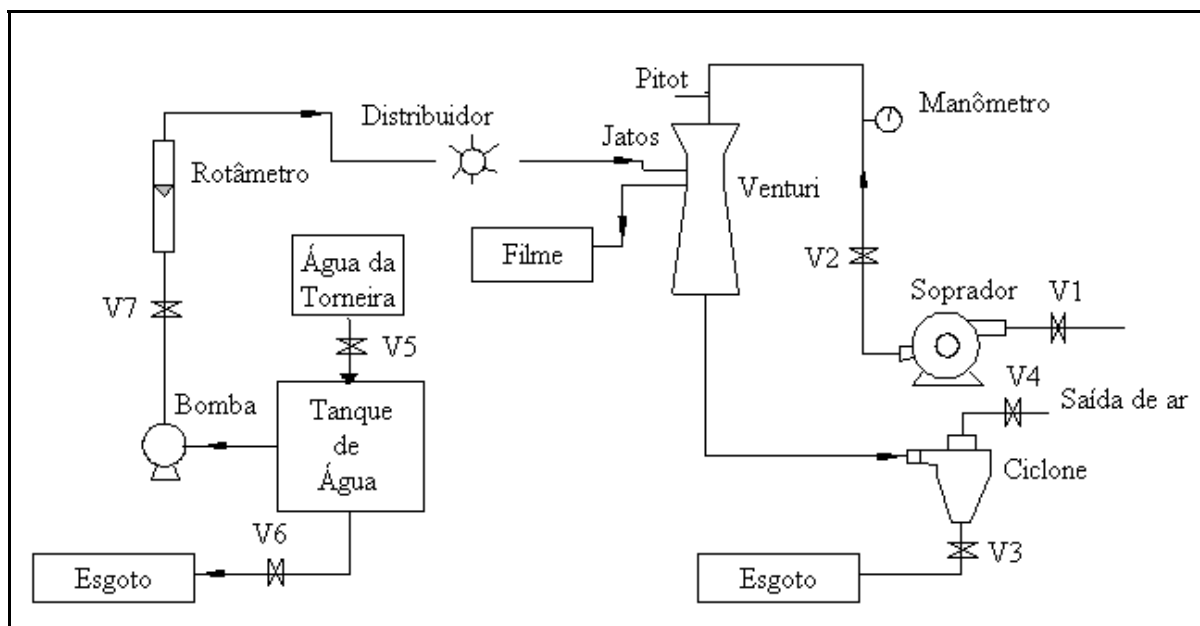 Pitot
Manômetro
Distribuidor
Jatos
Rotâmetro
Venturi
Filme
Água da
Torneira
V2
Soprador
V1
V7
V5
V4
Saída de ar
Bomba
Tanque
de
Água
Ciclone
V6
V3
Esgoto
Esgoto